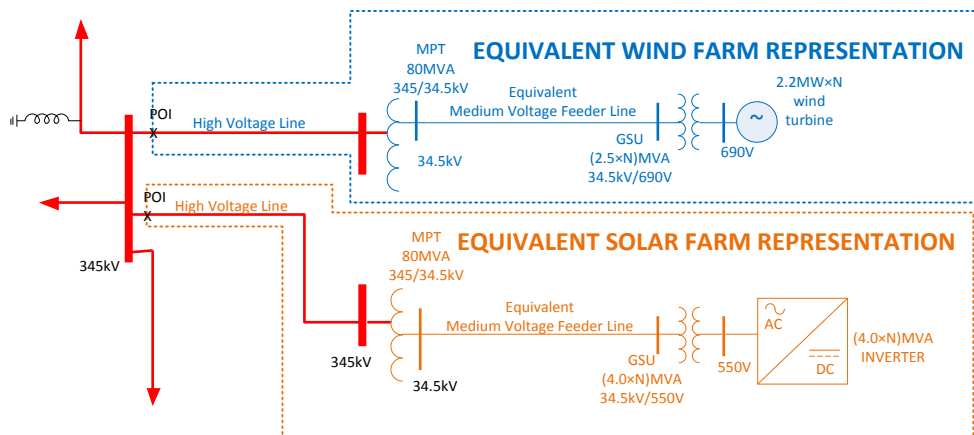 EQUIVALENT WIND FARM REPRESENTATION
MPT
80MVA
345/34.5kV
2.2MW×N
wind
turbine
Equivalent
Medium Voltage Feeder Line
POI
X
High Voltage Line
~
GSU
(2.5×N)MVA
34.5kV/690V
690V
34.5kV
POI
X
High Voltage Line
345kV
EQUIVALENT SOLAR FARM REPRESENTATION
MPT
80MVA
345/34.5kV
Equivalent
Medium Voltage Feeder Line
AC
DC
(4.0×N)MVA
INVERTER
345kV
34.5kV
GSU
(4.0×N)MVA
34.5kV/550V
550V